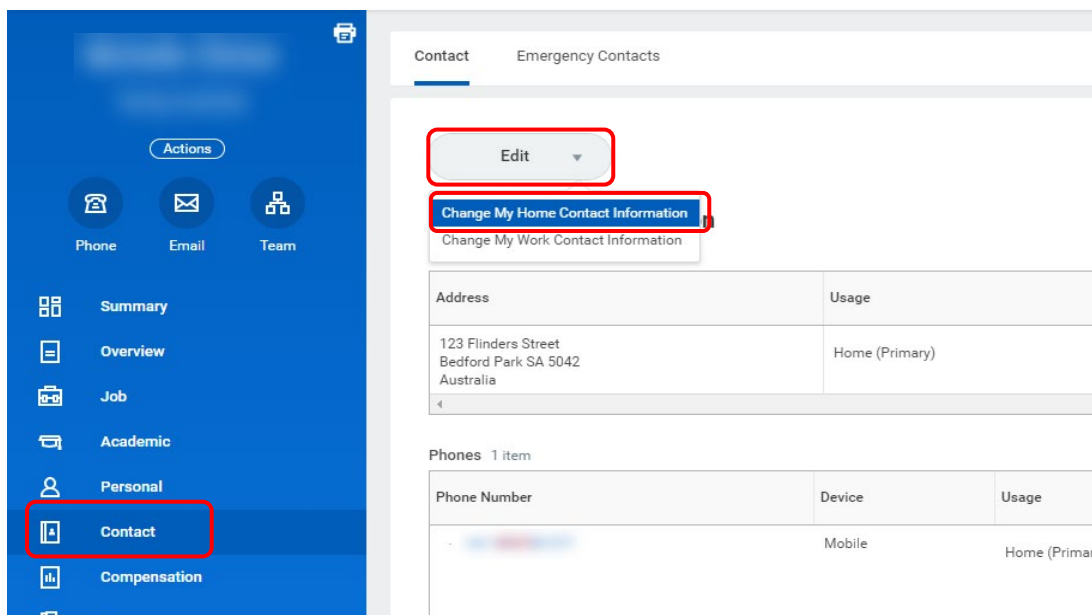 Actions
Phone Email Team
Summary
Overview
Job
Academic
Personal
Contact
Compensation
Contact Emergency Contacts
Edit
Change My Home Contact Information
Change My Work Contact Information
Address Usage
123 Flinders Street Home (Primary)
Bedford Park SA 5042
Australia
Phones 1 item
Phone Number Device Usage
Mobile Home (Primar